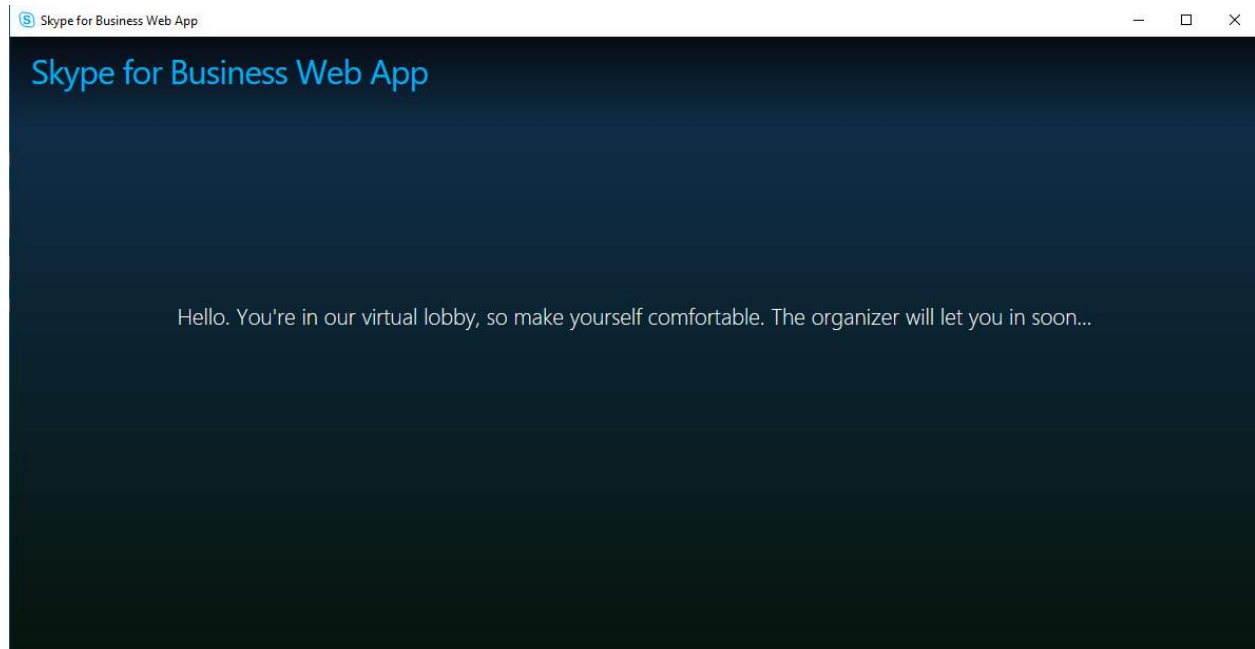 Skype for Business Web App
Skype for Business Web App
Hello. You're in our virtual lobby, so make yourself comfortable. The organizer will let you in soon...